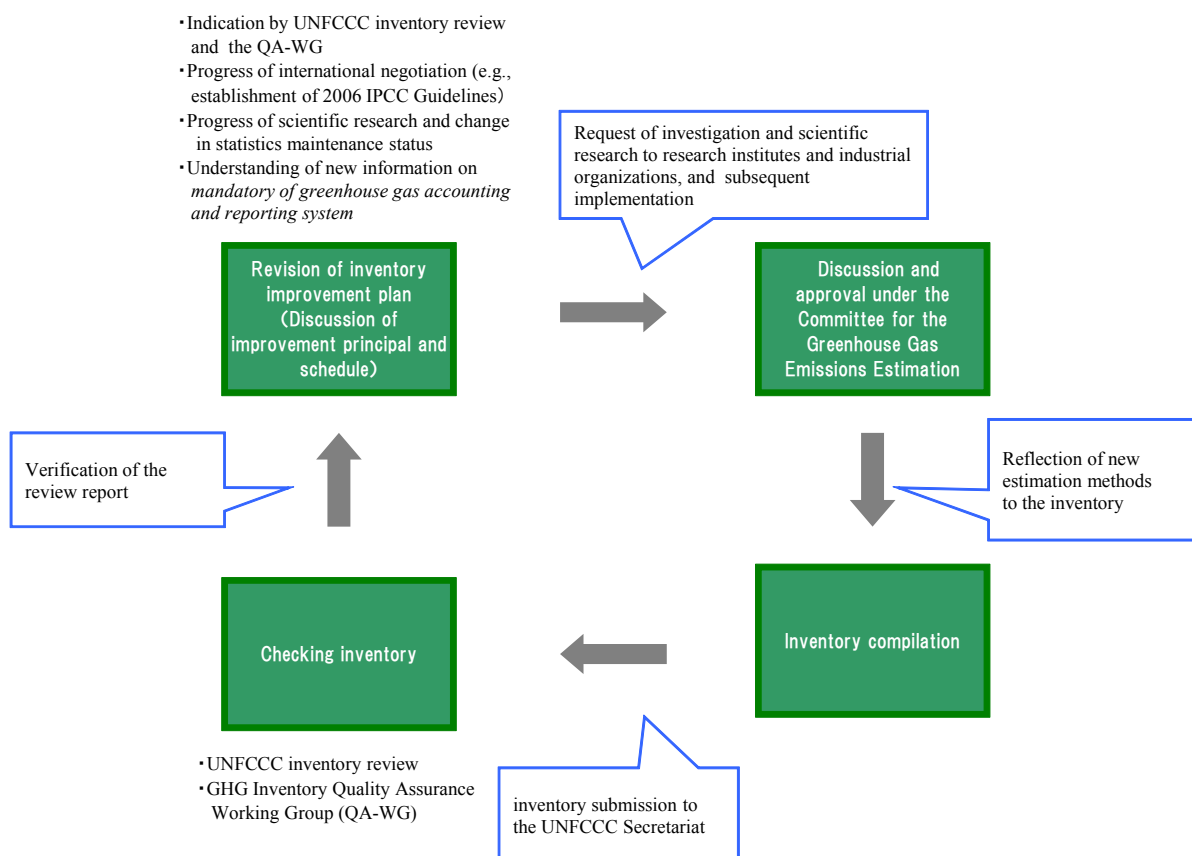 ・Indication by UNFCCC inventory review
and the QA-WG
・Progress of international negotiation (e.g.,
establishment of 2006 IPCC Guidelines）
・Progress of scientific research and change
in statistics maintenance status
・Understanding of new information on
mandatory of greenhouse gas accounting
and reporting system
Request of investigation and scientific
research to research institutes and industrial
organizations, and subsequent
implementation
Revision of inventory
improvement plan
（Discussion of
improvement principal and
schedule）
Discussion and
approval under the
Committee for the
Greenhouse Gas
Emissions Estimation
Verification of the
review report
Reflection of new
estimation methods
to the inventory
Checking inventory
Inventory compilation
・UNFCCC inventory review
・GHG Inventory Quality Assurance
Working Group (QA-WG)
inventory submission to
the UNFCCC Secretariat